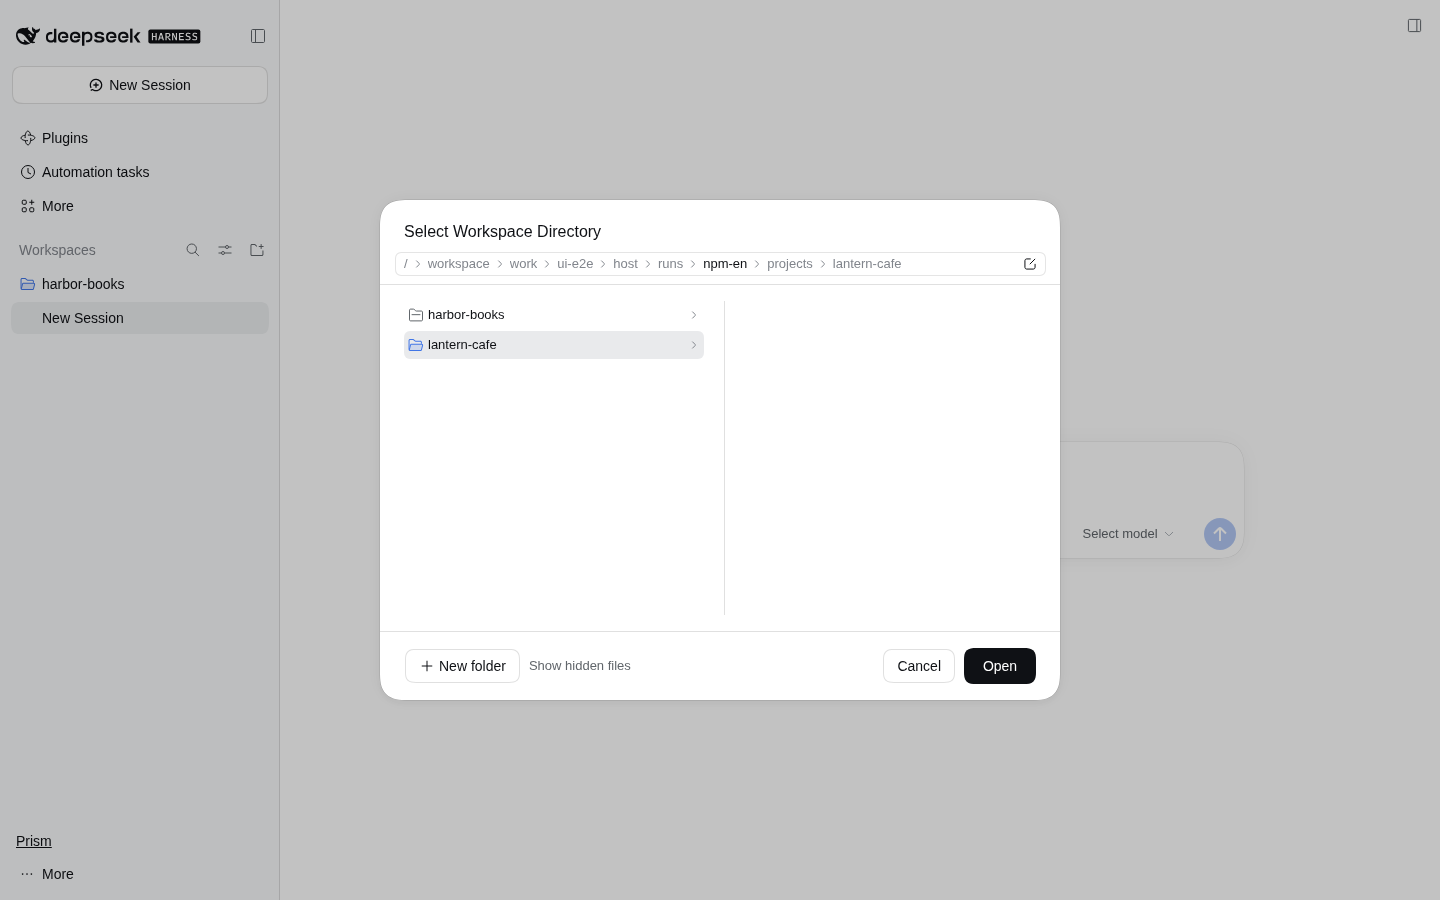 deepseek HARNESS
New Session
Plugins
Automation tasks
More
Workspaces
harbor-books
New Session
Prism
More
Select Workspace Directory
/ workspace work ui-e2e host runs npm-en projects lantern-cafe
harbor-books
lantern-cafe
New folder
Show hidden files
Cancel
Open
Select model